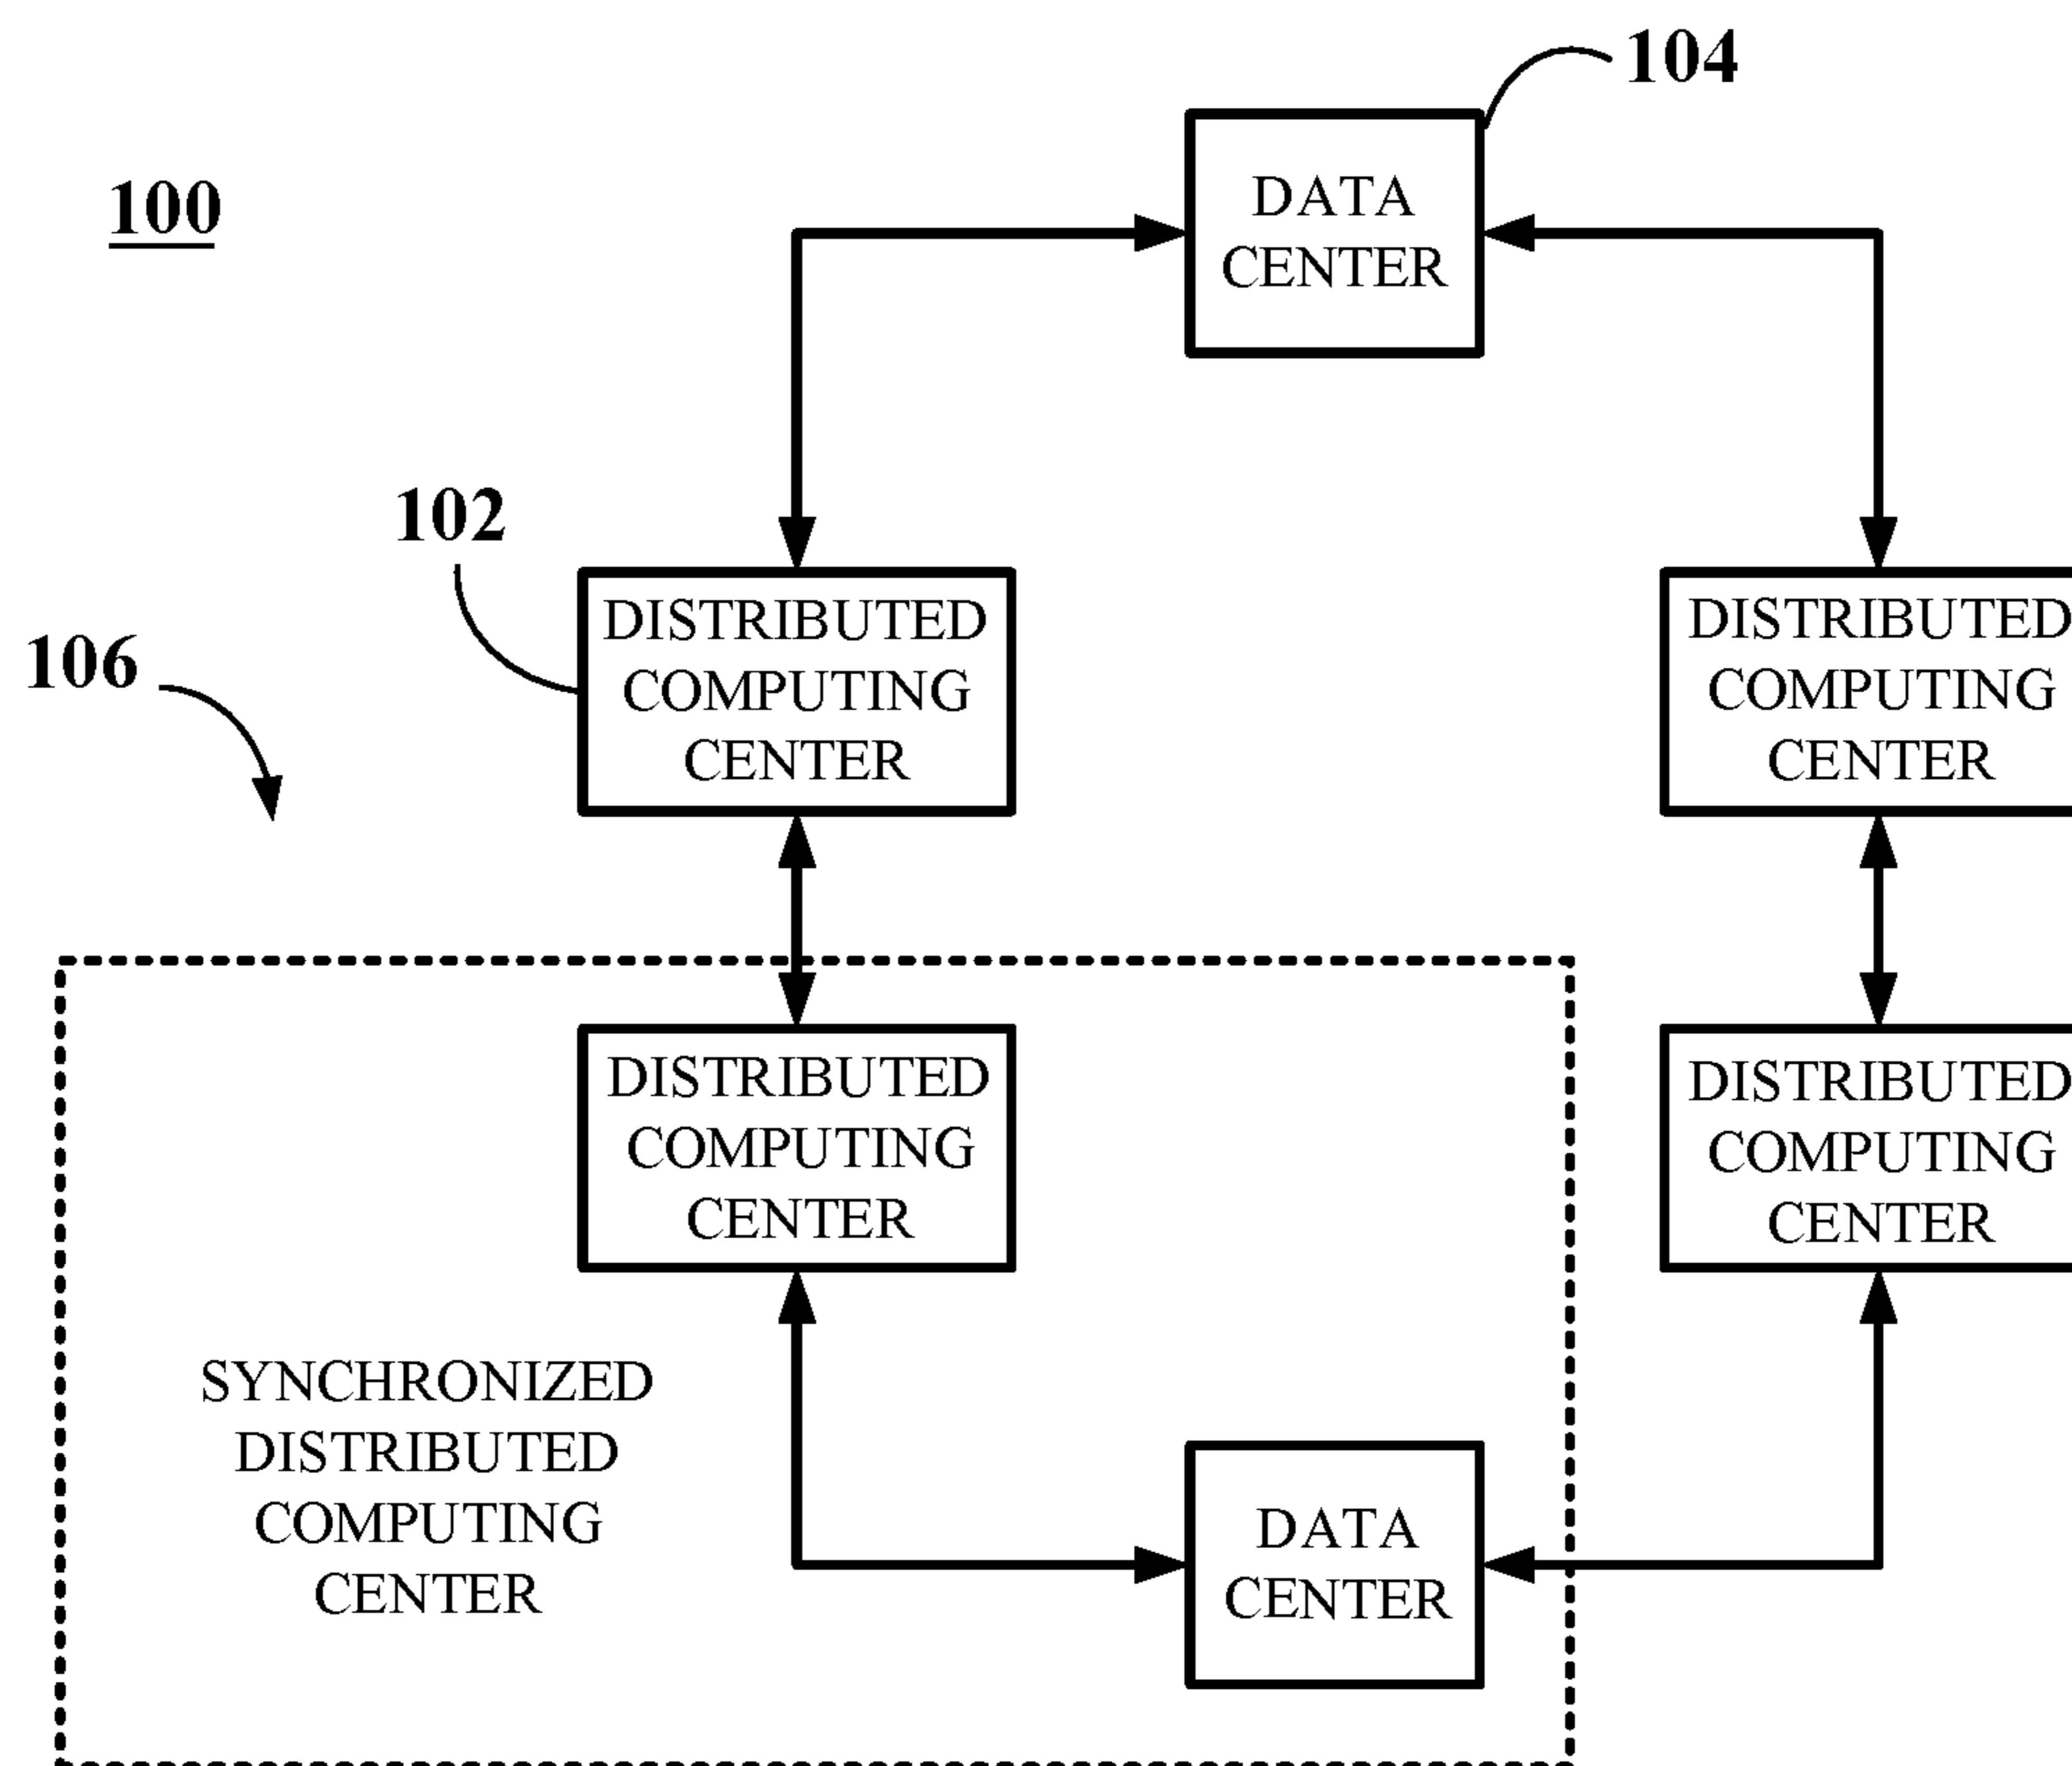 104
100
DATA
CENTER
102
106
DISTRIBUTED
COMPUTING
CENTER
DISTRIBUTED
COMPUTING
CENTER
DISTRIBUTED
COMPUTING
CENTER
DISTRIBUTED
COMPUTING
CENTER
SYNCHRONIZED
DISTRIBUTED
COMPUTING
CENTER
DATA
CENTER